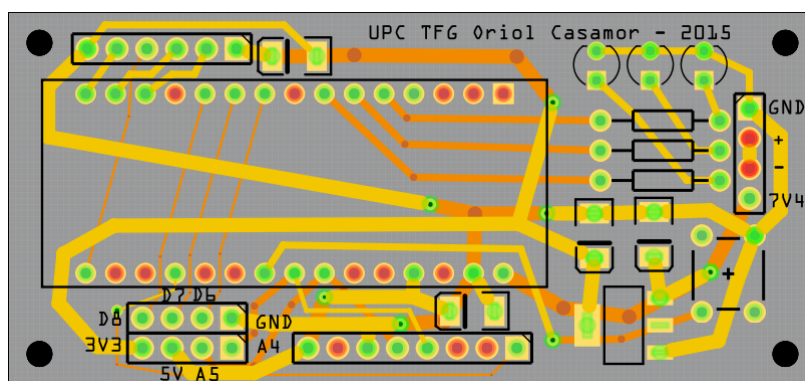 UPC TFG Oriol Casamor - 2015
GND
+
-
7V4
+
D7 D6
D8
GND
3V3
A4
5V A5